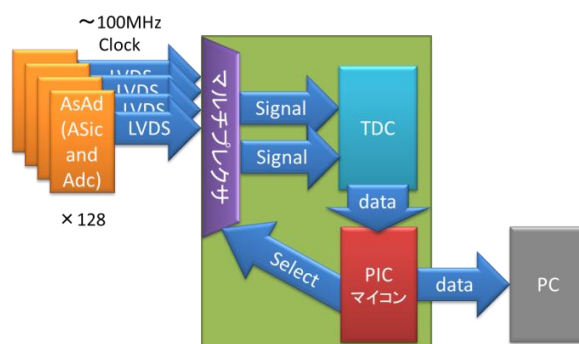 ～100MHz
Clock
LVDS
LVDS
LVDS
LVDS
AsAd
(ASic
and
Adc)
×128
マルチプレクサ
Signal
Signal
TDC
data
Select
PIC
マイコン
data
PC